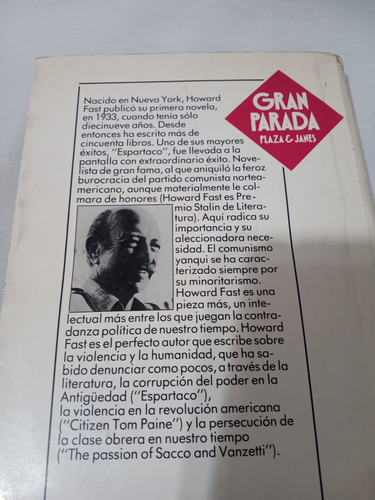 GRAN
PARADA
PLAZA & JANES
Nacido en Nueva York, Howard
Fast publicó su primera novela,
en 1933, cuando tenía sólo
diecinueve años. Desde
entonces ha escrito más de
cincuenta libros. Uno de sus mayores
éxitos, "Espartaco", fue llevada a la
pantalla con extraordinario éxito. Nove-
lista de gran fama, al que aniquiló la feroz
burocracia del partido comunista norte-
americano, aunque materialmente le col-
mara de honores (Howard Fast es Pre-
mio Stalin de Litera-
tura). Aquí radica su
importancia y su
aleccionadora nece-
sidad. El comunismo
yanqui se ha carac-
terizado siempre por
su minoritarismo.
Howard Fast es una
pieza más, un inte-
lectual más entre los que juegan la contra-
danza política de nuestro tiempo. Howard
Fast es el perfecto autor que escribe sobre
la violencia y la humanidad, que ha sa-
bido denunciar como pocos, a través de la
literatura, la corrupción del poder en la
Antigüedad ("Espartaco"),
la violencia en la revolución americana
("Citizen Tom Paine") y la persecución de
la clase obrera en nuestro tiempo
("The passion of Sacco and Vanzetti").